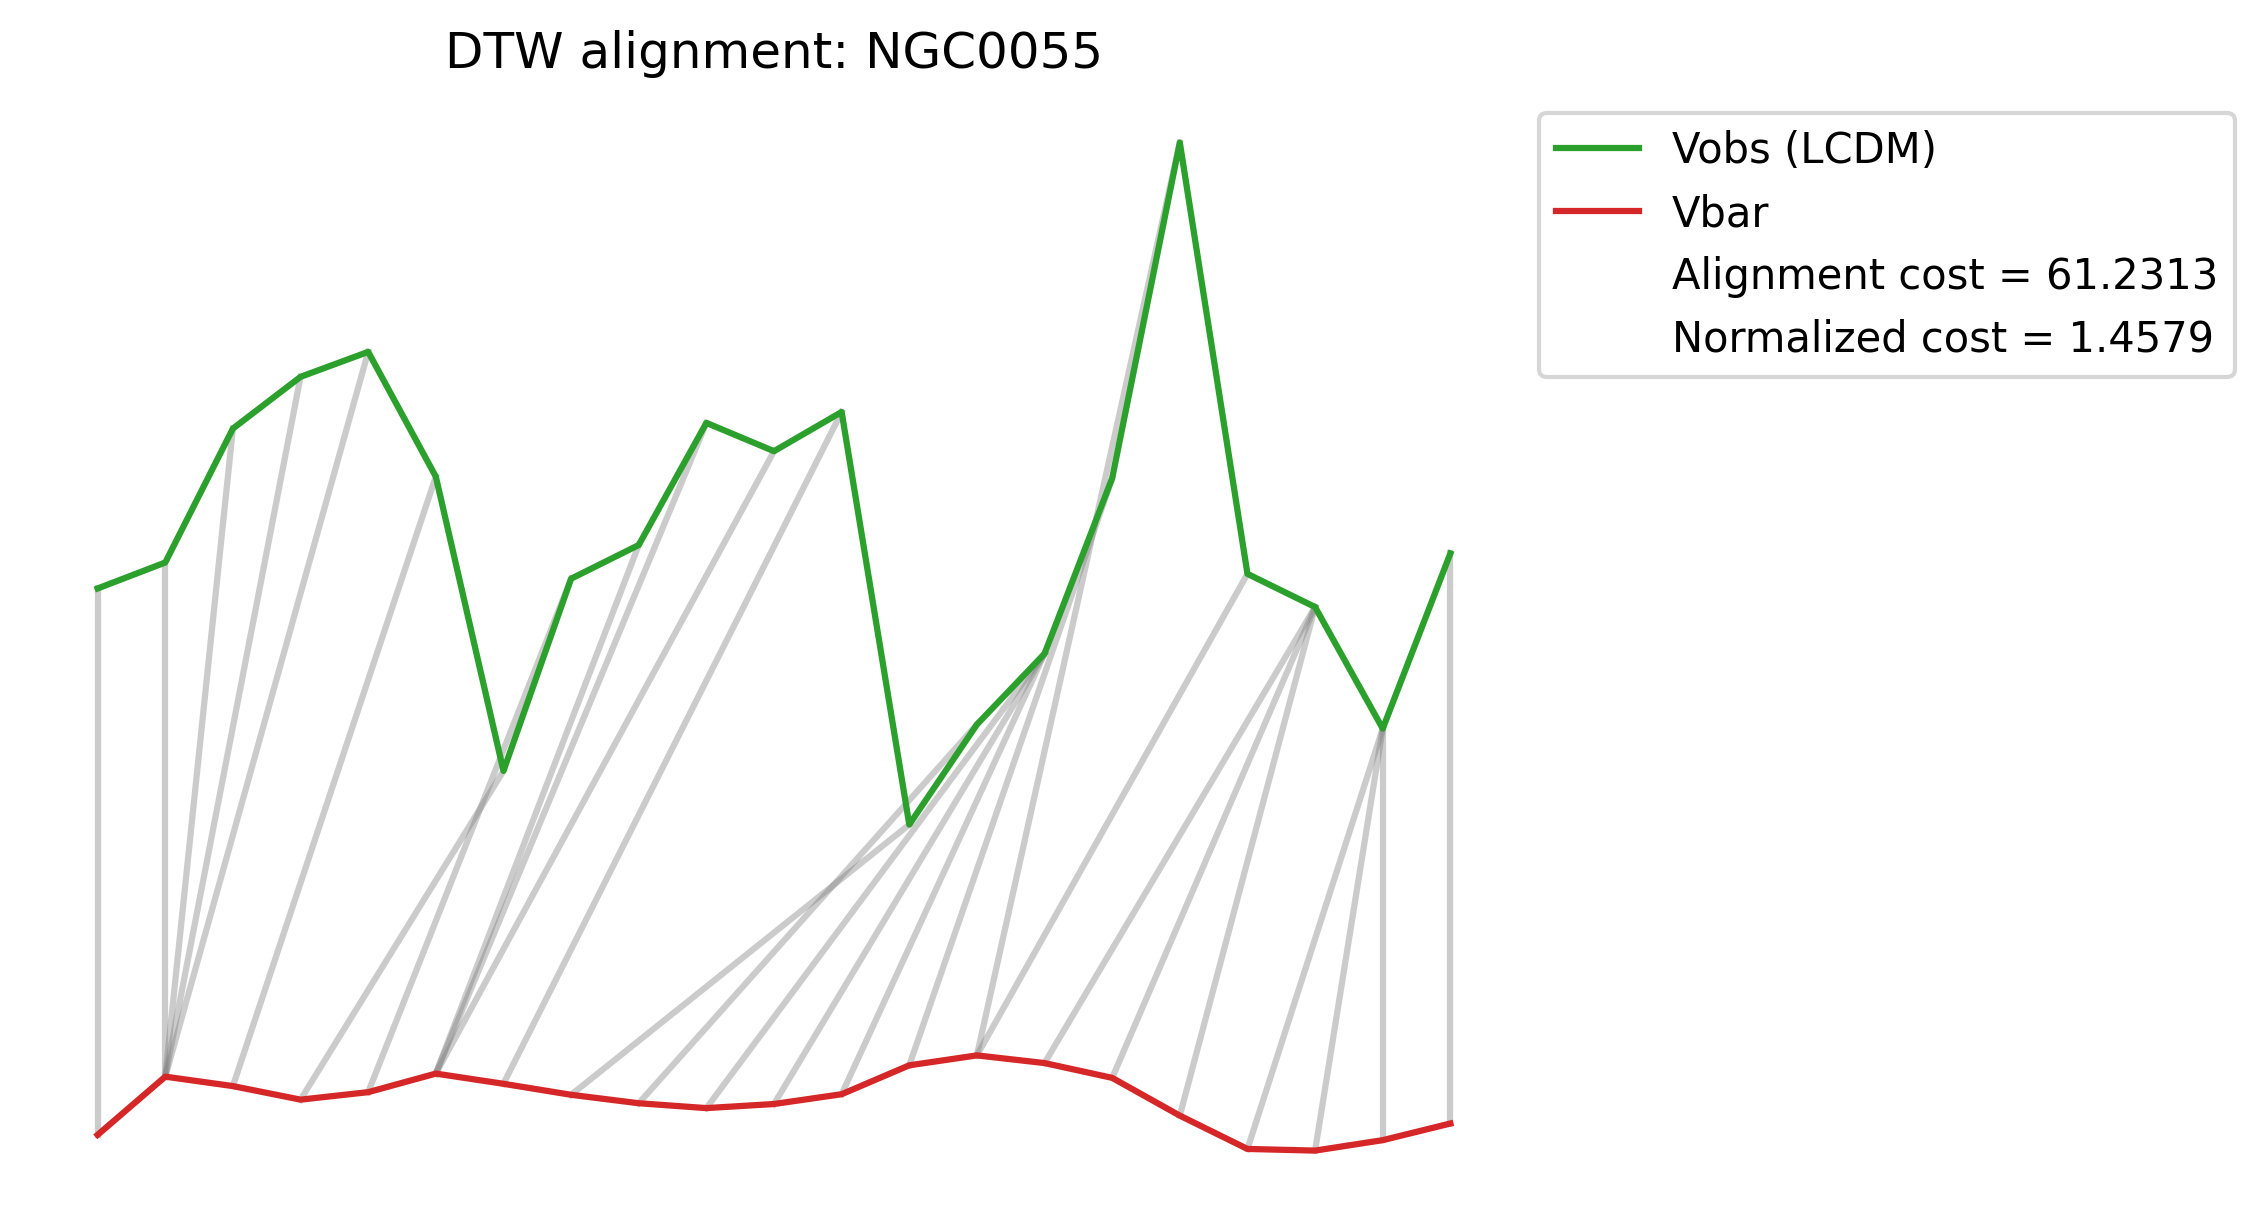 DTW alignment: NGC0055
Vobs (LCDM)
Vbar
Alignment cost = 61.2313
Normalized cost = 1.4579